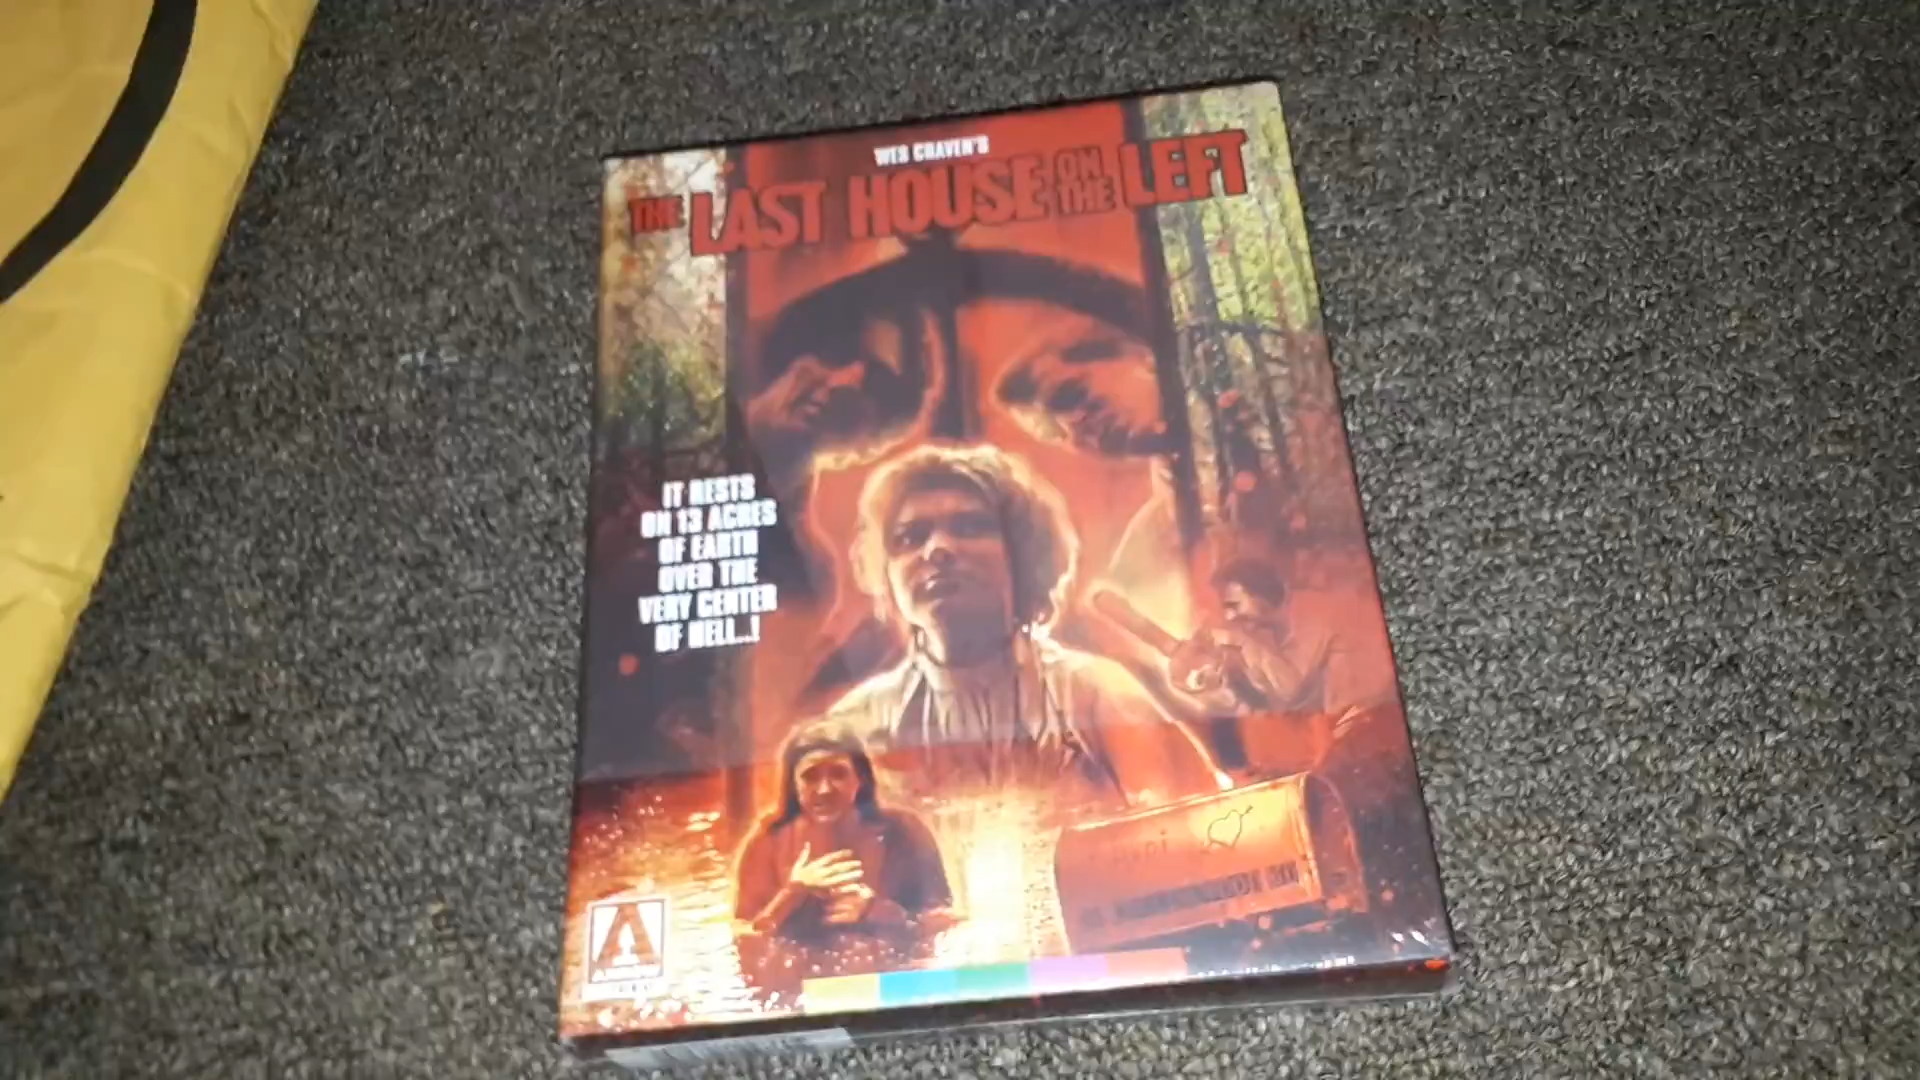 WES CRAVEN'S
THE LAST HOUSE ON THE LEFT
IT RESTS
ON 13 ACRES
OF EARTH
OVER THE
VERY CENTER
OF HELL..!
ARROW